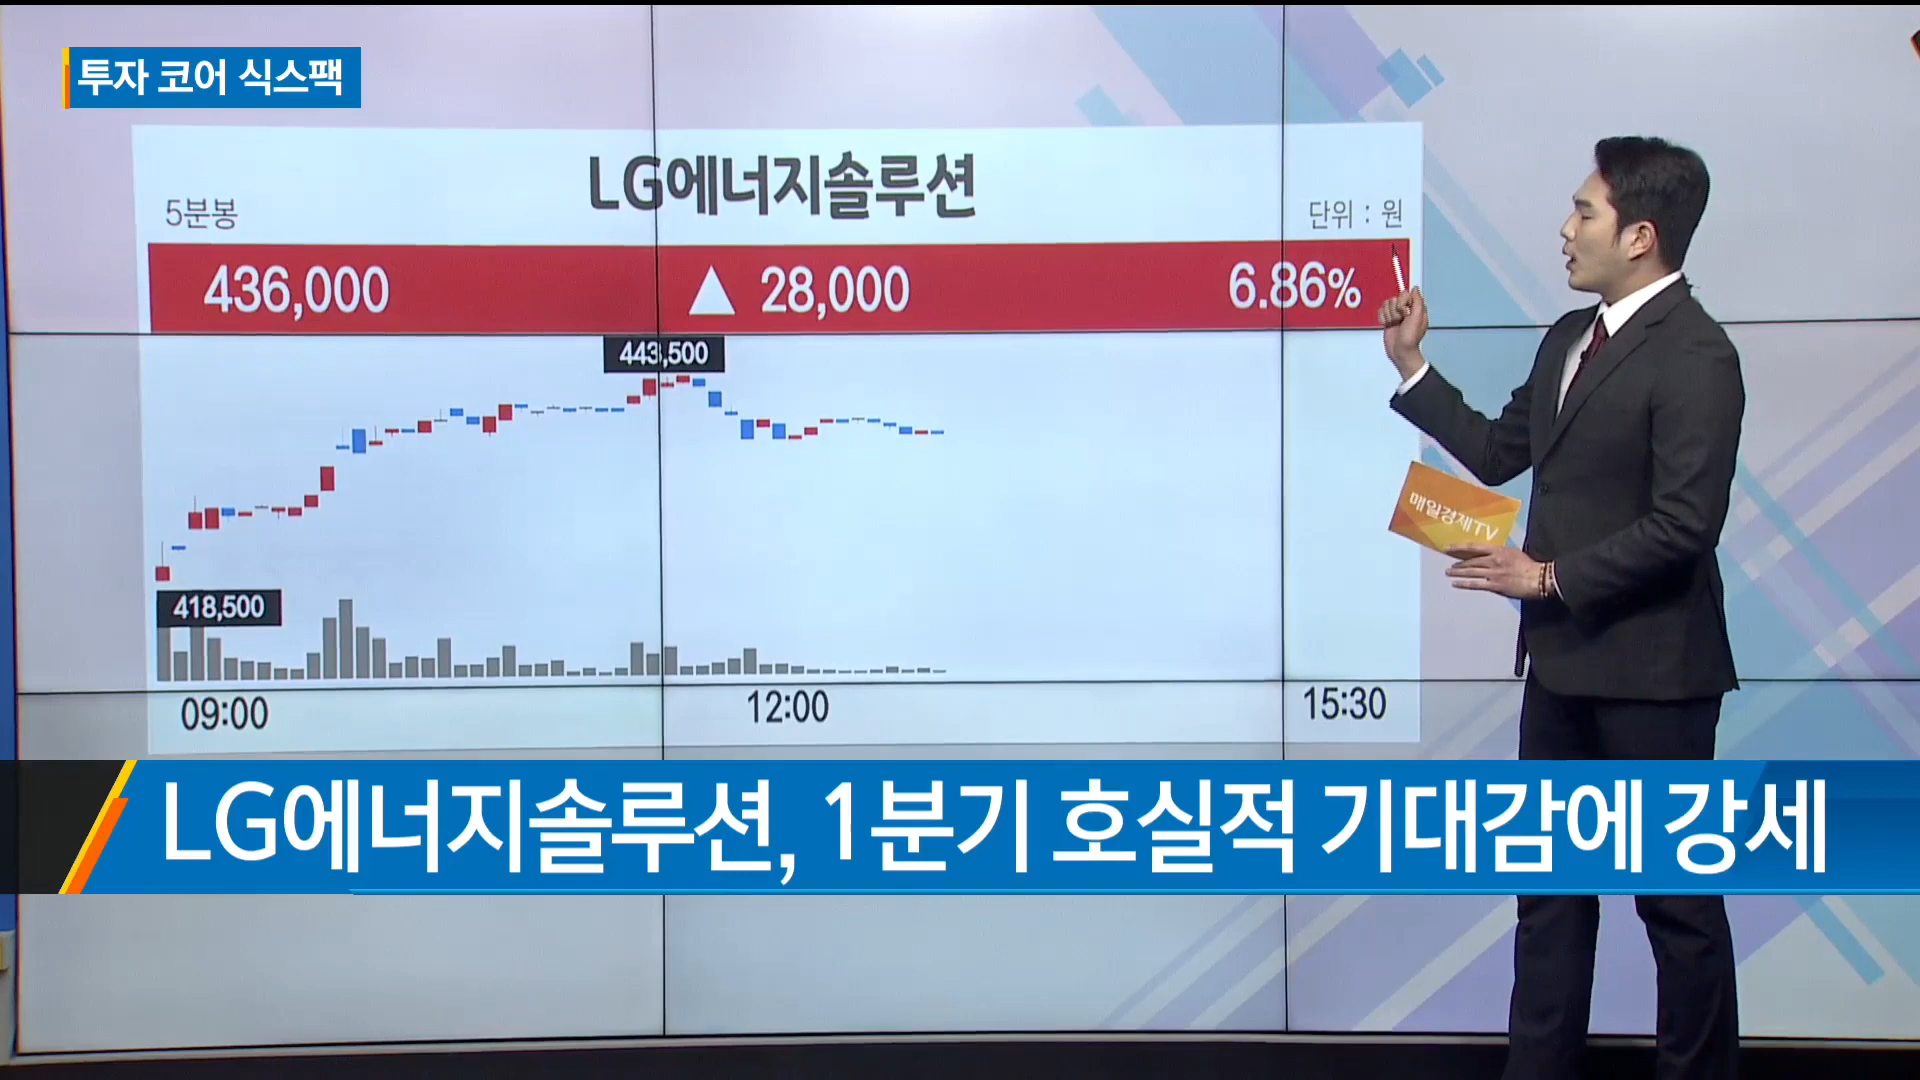 투자 코어 식스팩
LG에너지솔루션
5분봉
단위 : 원
436,000 ▲ 28,000 6.86%
443,500
418,500
09:00 12:00 15:30
매일경제TV
LG에너지솔루션, 1분기 호실적 기대감에 강세